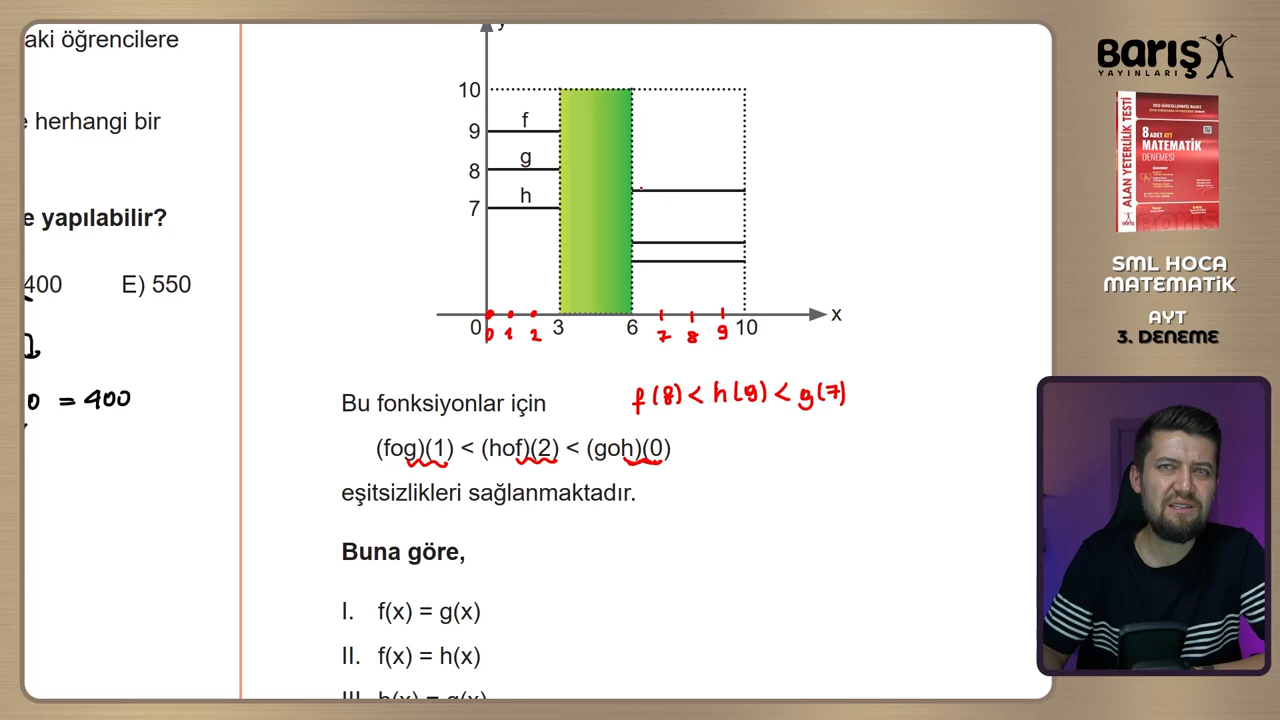 aki öğrencilere
herhangi bir
e yapılabilir?
400 E) 550
0 = 400
y
10
9
8
7
f
g
h
0 3 6 10 x
0 1 2 7 8 9
f(8) < h(9) < g(7)
Bu fonksiyonlar için
(fog)(1) < (hof)(2) < (goh)(0)
eşitsizlikleri sağlanmaktadır.
Buna göre,
I. f(x) = g(x)
II. f(x) = h(x)
III. h(x) = g(x)
BARIŞ
YAYINLARI
ALAN YETERLİLİK TESTİ
8 ADET AYT
MATEMATİK
DENEMESİ
BARIŞ
SML HOCA
MATEMATİK
AYT
3. DENEME